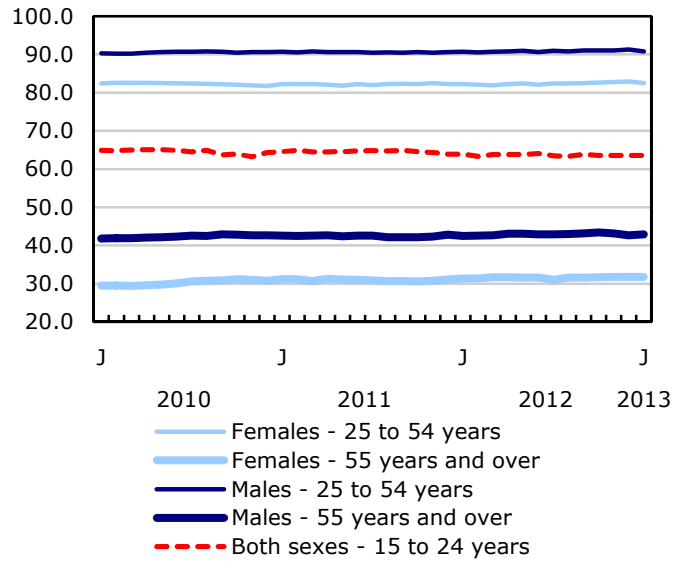 100.0
90.0
80.0
70.0
60.0
50.0
40.0
30.0
20.0
J J J J
2010 2011 2012 2013
Females - 25 to 54 years
Females - 55 years and over
Males - 25 to 54 years
Males - 55 years and over
Both sexes - 15 to 24 years